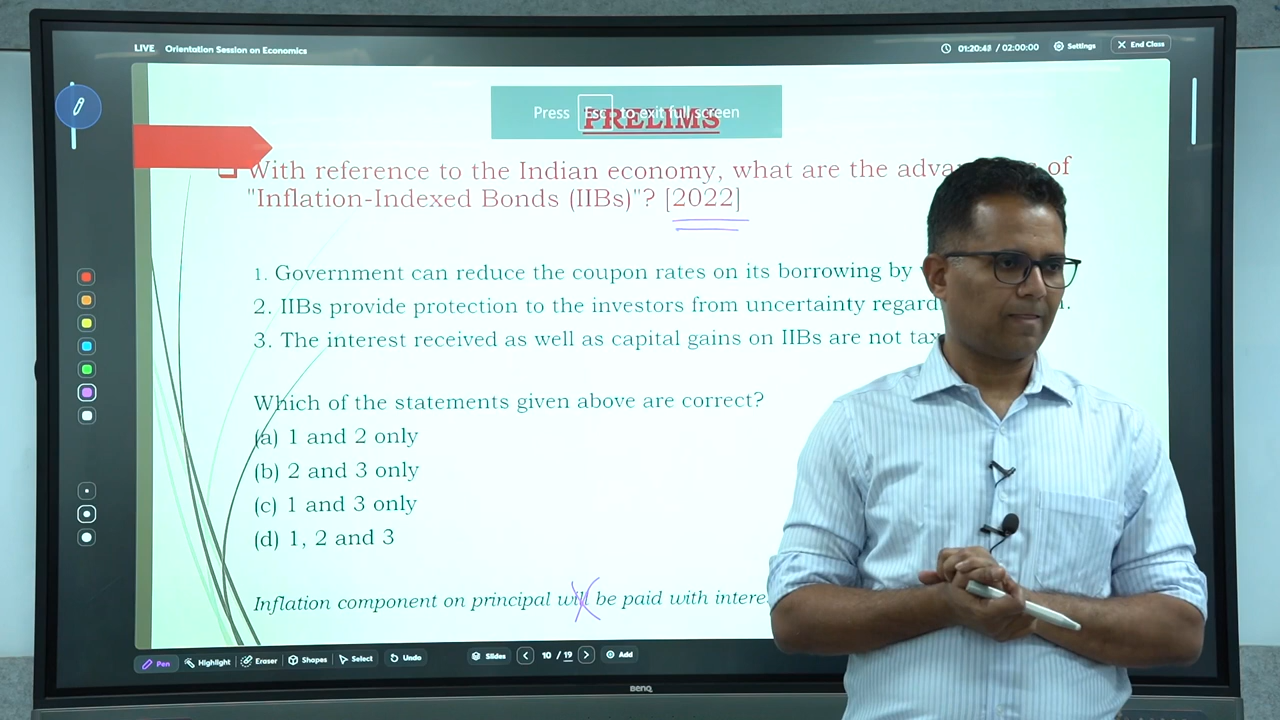 LIVE Orientation Session on Economics
01:20:43 / 02:00:00 Settings X End Class
Press Esc to exit full screen
PRELIMS
With reference to the Indian economy, what are the of
"Inflation-Indexed Bonds (IIBs)"? [2022]
1. Government can reduce the coupon rates on its borrowing by
2. IIBs provide protection to the investors from uncertainty
3. The interest received as well as capital gains on IIBs are not
Which of the statements given above are correct?
(a) 1 and 2 only
(b) 2 and 3 only
(c) 1 and 3 only
(d) 1, 2 and 3
Inflation component on principal will be paid with
Pen Highlight Eraser Shapes Select Undo Slides 10 / 19 Add
BenQ